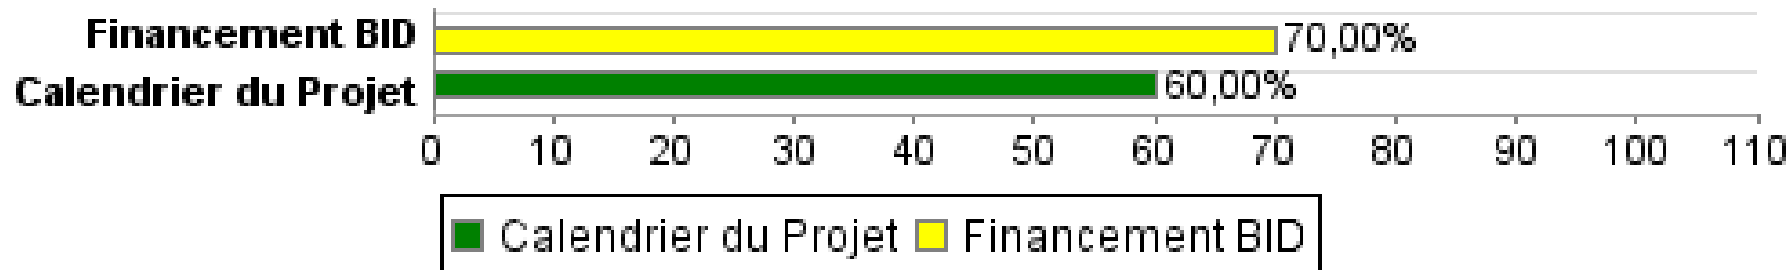 Financement BID
70,00%
Calendrier du Projet
60,00%
0 10 20 30 40 50 60 70 80 90 100 110
Calendrier du Projet Financement BID